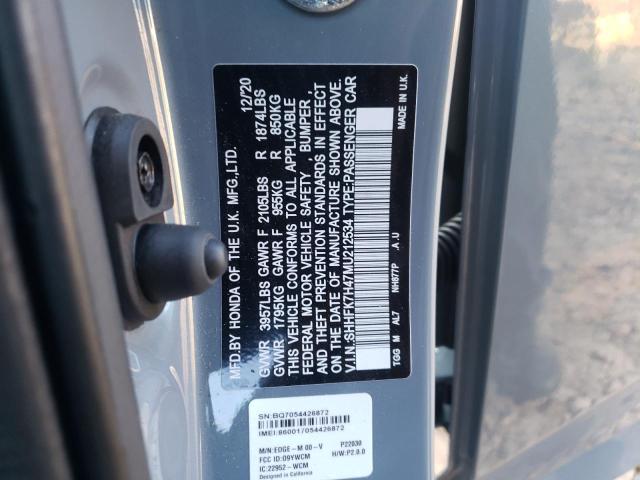 MFD.BY HONDA OF THE U.K. MFG.,LTD. 12/20
GVWR 3957LBS GAWR F 2105LBS R 1874LBS
GVWR 1795KG GAWR F 955KG R 850KG
THIS VEHICLE CONFORMS TO ALL APPLICABLE
FEDERAL MOTOR VEHICLE SAFETY , BUMPER ,
AND THEFT PREVENTION STANDARDS IN EFFECT
ON THE DATE OF MANUFACTURE SHOWN ABOVE.
V.I.N.:SHHFK7H47MU212534 TYPE:PASSENGER CAR
TGG M AL7 NH877P .A .U MADE IN U.K.
SN:BQ7054426872
IMEI:860017054426872
M/N:EDGE-M 00-V P22030
FCC ID:O9YWCM H/W:P2.0.0
IC:22952-WCM
Designed in California